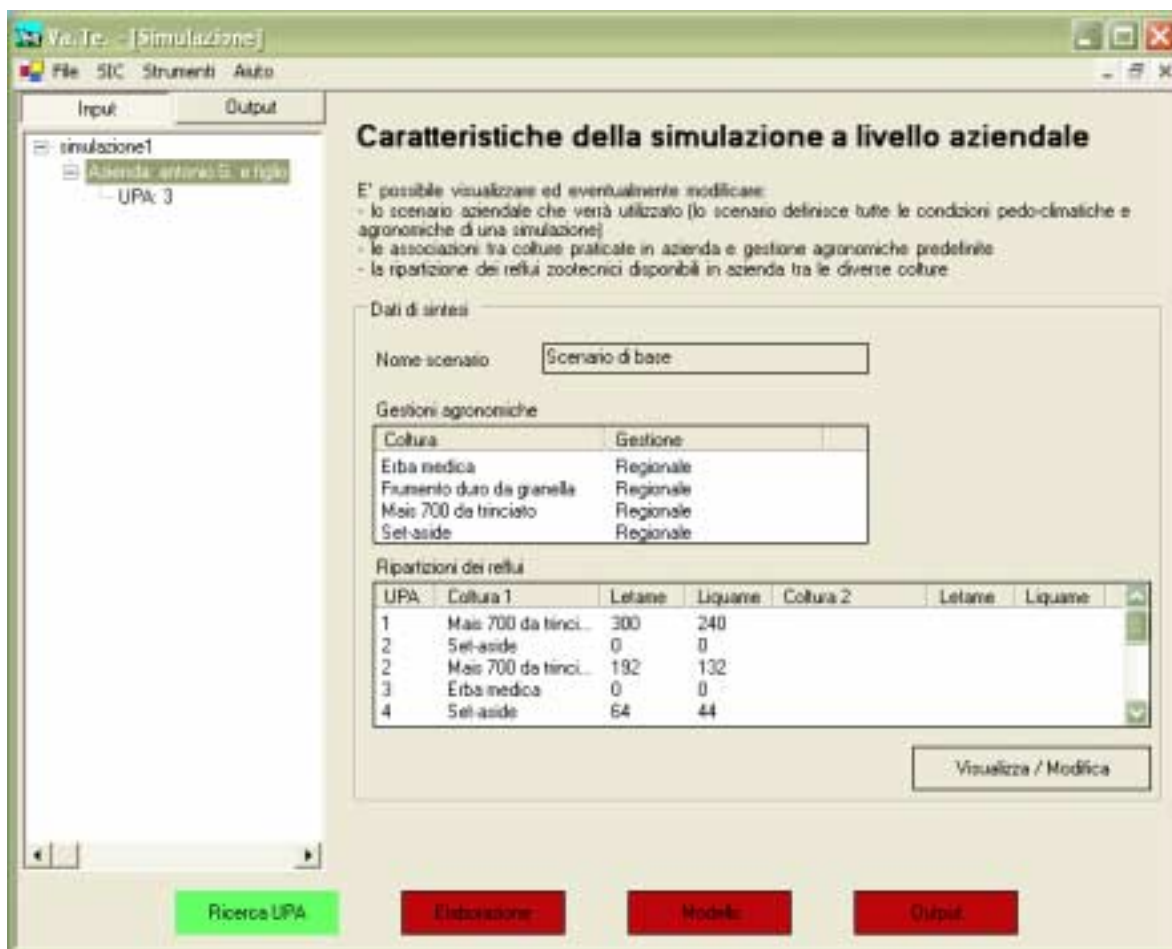 Va.Te. - [Simulazione]
File SIC Strumenti Aiuto
Input Output
simulazione1
Azienda: antonio G. e figlio
UPA: 3
Caratteristiche della simulazione a livello aziendale
E' possibile visualizzare ed eventualmente modificare:
- lo scenario aziendale che verrà utilizzato (lo scenario definisce tutte le condizioni pedo-climatiche e
agronomiche di una simulazione)
- le associazioni tra colture praticate in azienda e gestione agronomiche predefinite
- la ripartizione dei reflui zootecnici disponibili in azienda tra le diverse colture
Dati di sintesi
Nome scenario Scenario di base
Gestioni agronomiche
Coltura Gestione
Erba medica Regionale
Frumento duro da granella Regionale
Mais 700 da trinciato Regionale
Set-aside Regionale
Ripartizioni dei reflui
UPA Coltura 1 Letame Liquame Coltura 2 Letame Liquame
1 Mais 700 da trinci... 300 240
2 Set-aside 0 0
2 Mais 700 da trinci... 192 132
3 Erba medica 0 0
4 Set-aside 64 44
Visualizza / Modifica
Ricerca UPA Elaborazione Modello Output